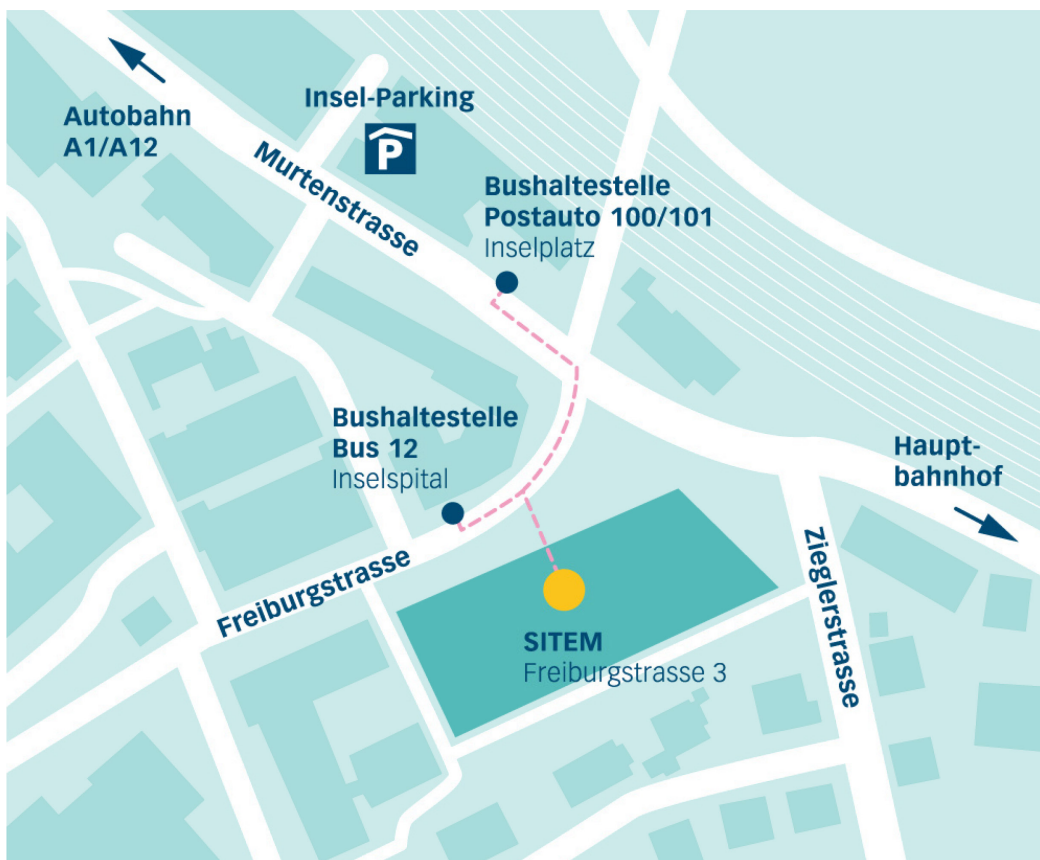 Autobahn
A1/A12
Insel-Parking
P
Murtenstrasse
Bushaltestelle
Postauto 100/101
Inselplatz
Bushaltestelle
Bus 12
Inselspital
Haupt-
bahnhof
Freiburgstrasse
Zieglerstrasse
SITEM
Freiburgstrasse 3